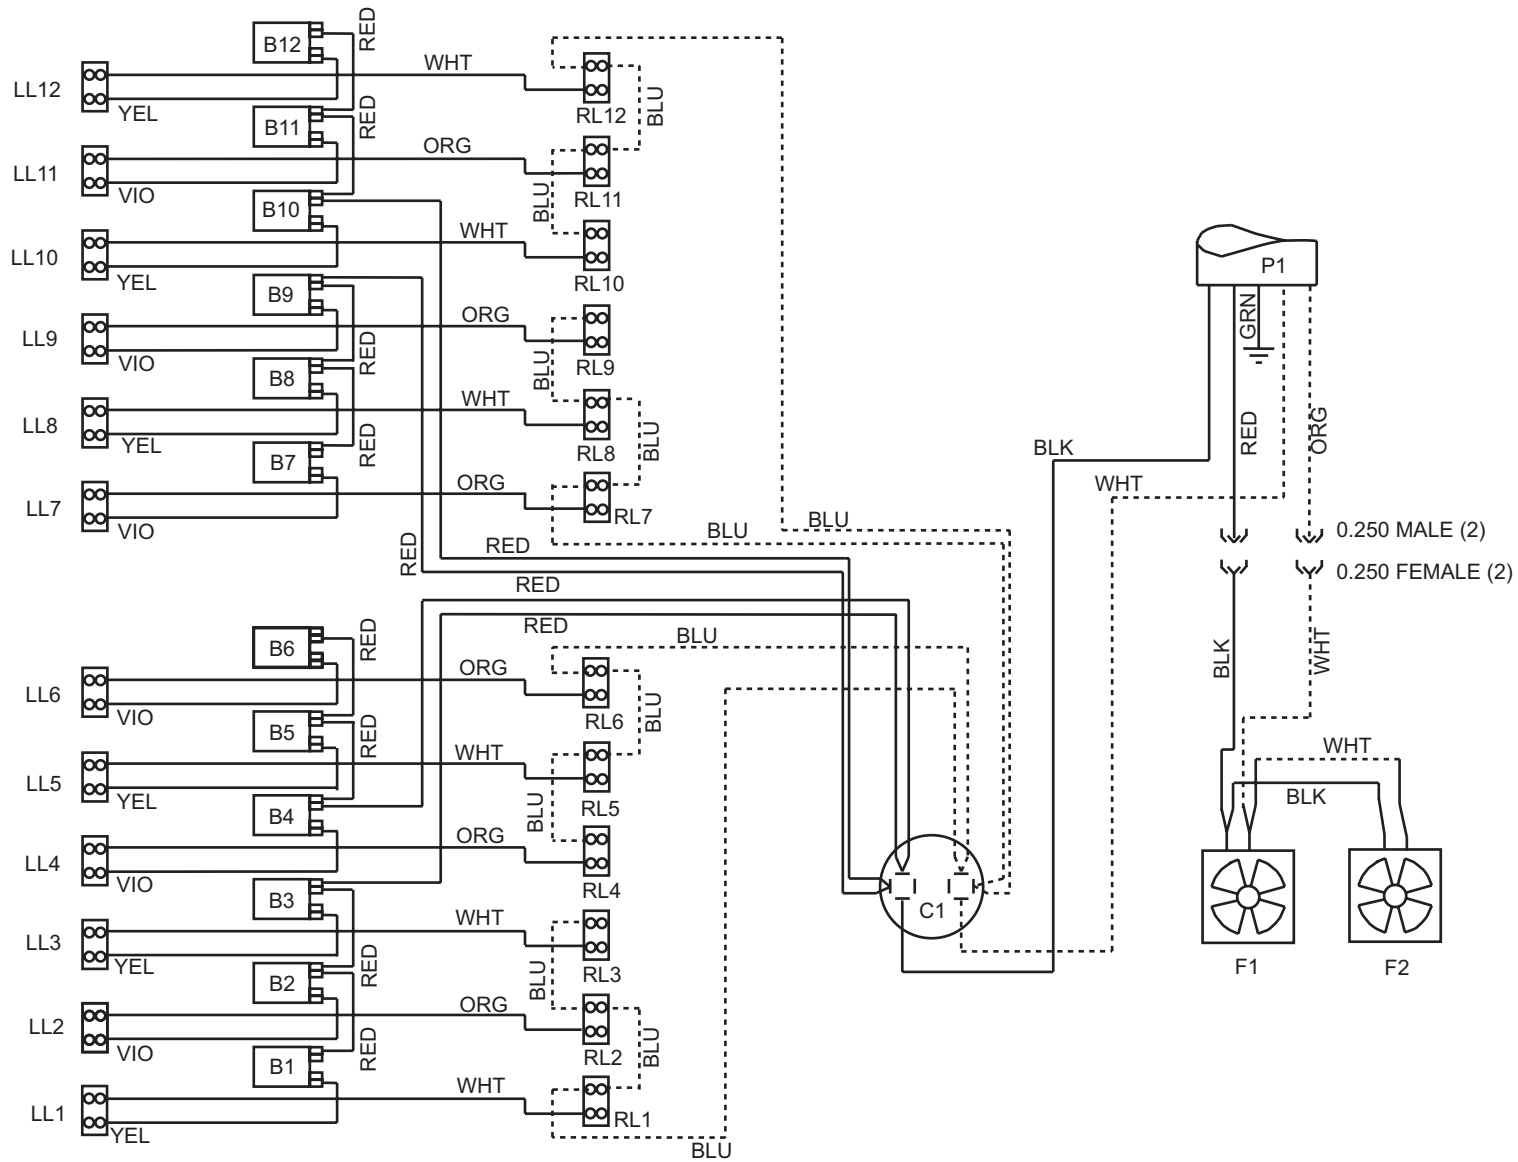 B12
RED
WHT
LL12
YEL
RL12
BLU
B11
RED
ORG
LL11
VIO
RL11
BLU
B10
WHT
LL10
YEL
RL10
B9
ORG
LL9
VIO
RL9
BLU
B8
RED
WHT
LL8
YEL
RL8
BLU
B7
RED
ORG
LL7
VIO
RL7
BLU
BLU
RED
RED
RED
RED
BLU
B6
RED
ORG
LL6
VIO
RL6
BLU
B5
RED
WHT
LL5
YEL
RL5
BLU
B4
ORG
LL4
VIO
RL4
B3
WHT
LL3
YEL
RL3
BLU
B2
RED
ORG
LL2
VIO
RL2
BLU
B1
RED
WHT
LL1
YEL
RL1
BLU
C1
P1
GRN
RED
ORG
BLK
WHT
0.250 MALE (2)
0.250 FEMALE (2)
BLK
WHT
WHT
BLK
F1
F2